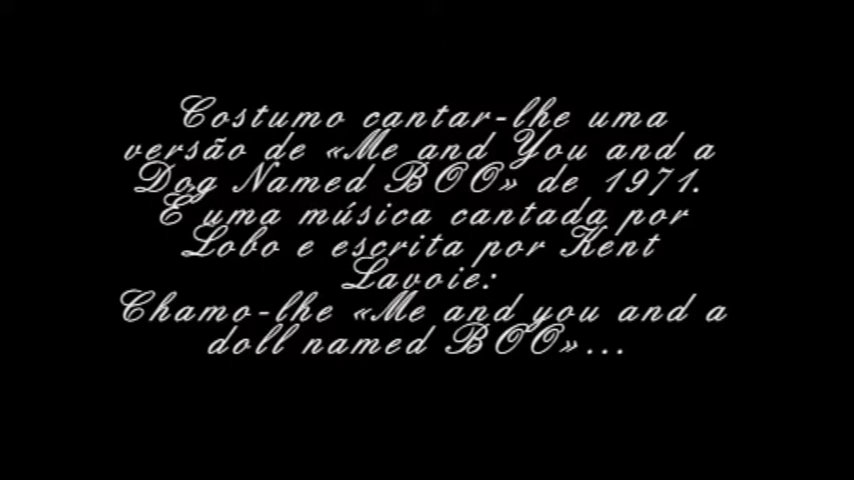 Costumo cantar-lhe uma
versão de «Me and You and a
Dog Named BOO» de 1971.
É uma música cantada por
Lobo e escrita por Kent
Lavoie:
Chamo-lhe «Me and you and a
doll named BOO»...